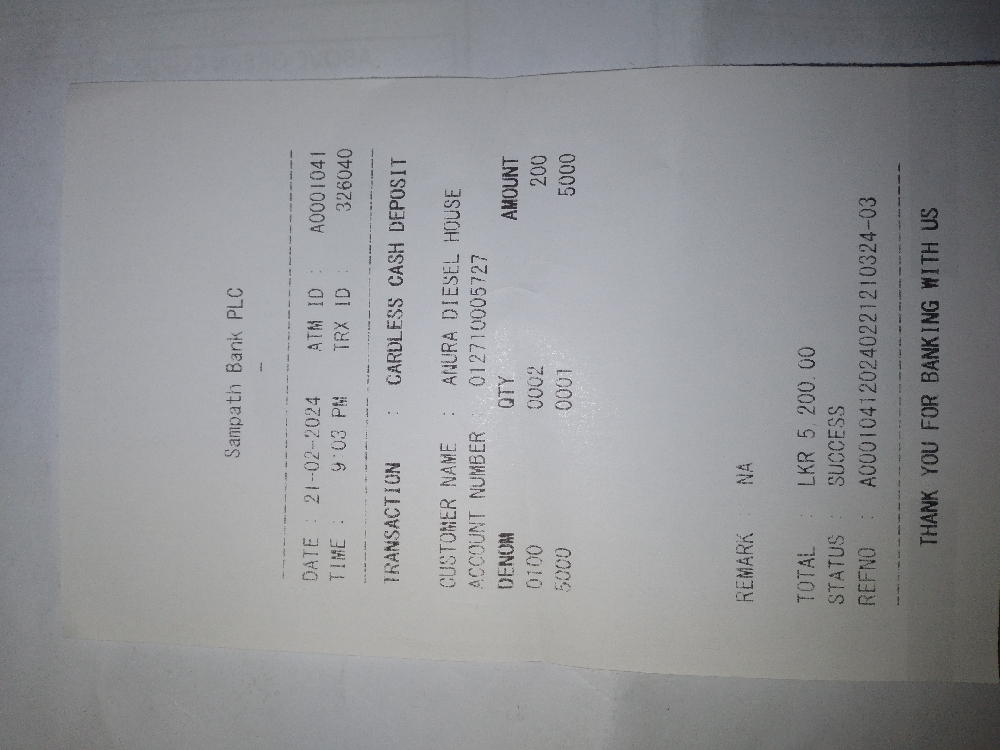 Sampath Bank PLC
DATE : 21-02-2024 ATM ID : A0001041
TIME : 9:03 PM TRX ID : 326040
TRANSACTION : CARDLESS CASH DEPOSIT
CUSTOMER NAME : ANURA DIESEL HOUSE
ACCOUNT NUMBER : 012710005727
DENOM QTY AMOUNT
0100 0002 200
5000 0001 5000
REMARK : NA
TOTAL : LKR 5,200.00
STATUS : SUCCESS
REFNO : A000104120240221210324-03
THANK YOU FOR BANKING WITH US